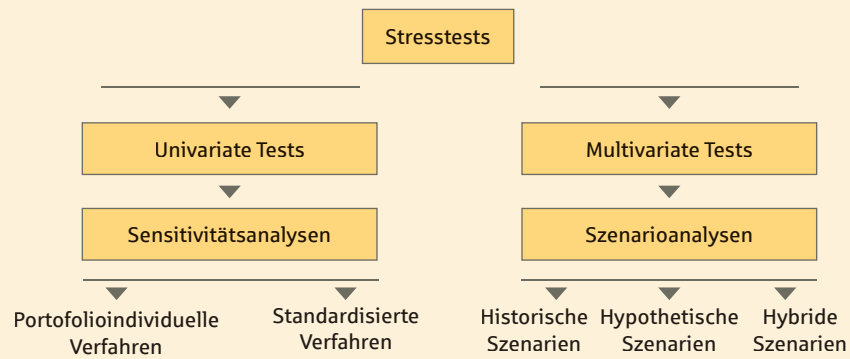 Stresstests
Univariate Tests
Multivariate Tests
Sensitivitätsanalysen
Szenarioanalysen
Portofolioindividuelle
Verfahren
Standardisierte
Verfahren
Historische
Szenarien
Hypothetische
Szenarien
Hybride
Szenarien